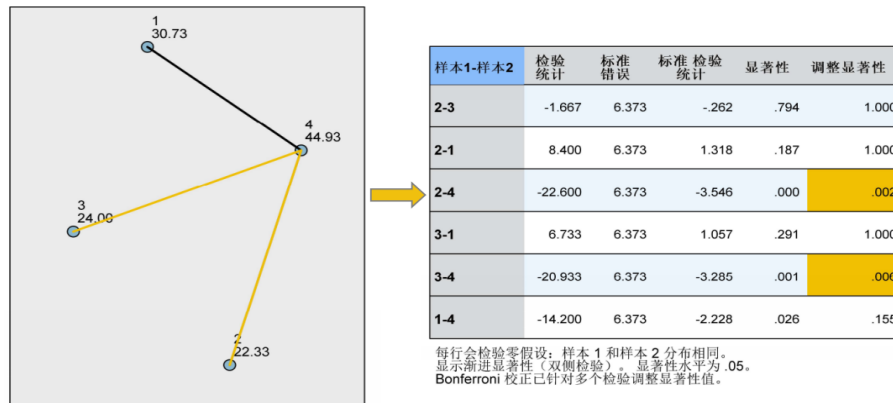 1
30.73
4
44.93
3
24.00
2
22.33
样本1-样本2 检验统计 标准错误 标准 检验统计 显著性 调整显著性
2-3 -1.667 6.373 -.262 .794 1.000
2-1 8.400 6.373 1.318 .187 1.000
2-4 -22.600 6.373 -3.546 .000 .002
3-1 6.733 6.373 1.057 .291 1.000
3-4 -20.933 6.373 -3.285 .001 .006
1-4 -14.200 6.373 -2.228 .026 .155
每行会检验零假设：样本 1 和样本 2 分布相同。
显示渐进显著性（双侧检验）。 显著性水平为 .05。
Bonferroni 校正已针对多个检验调整显著性值。